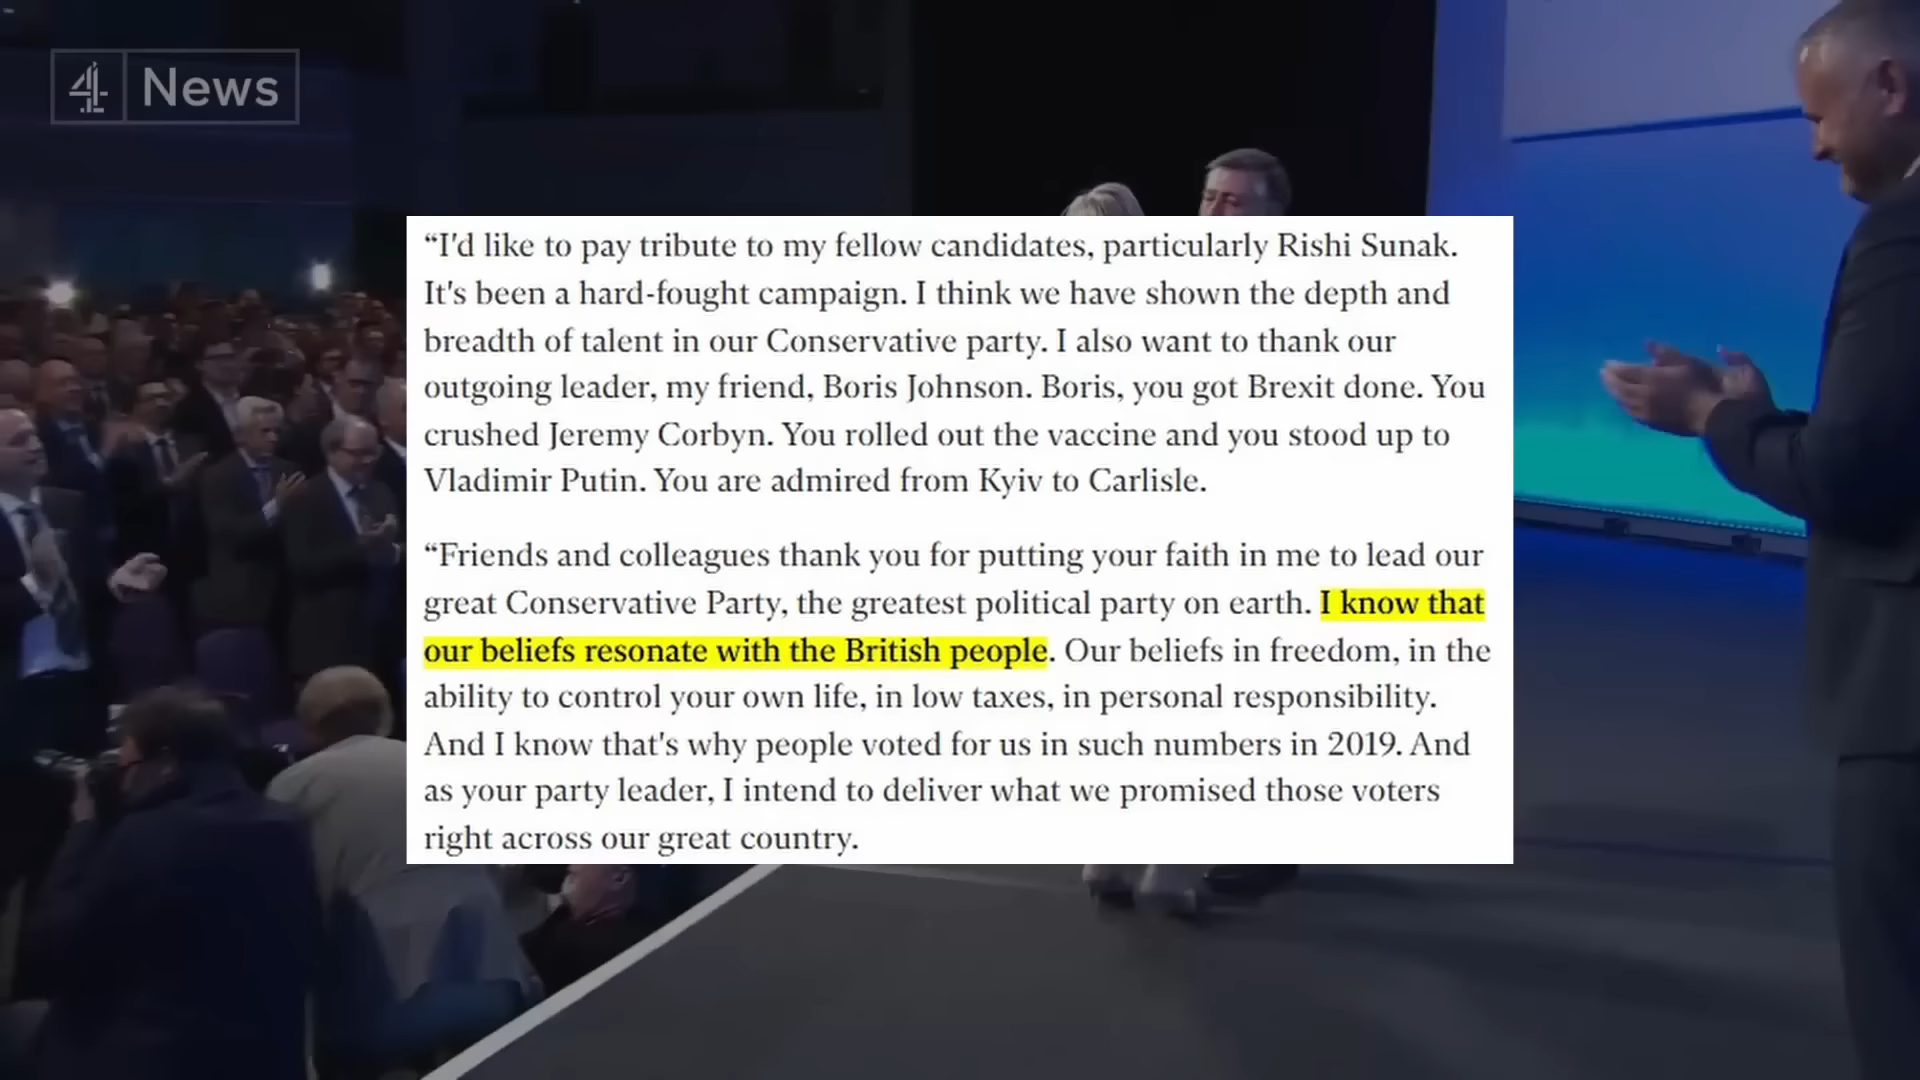 4 News
“I'd like to pay tribute to my fellow candidates, particularly Rishi Sunak.
It's been a hard-fought campaign. I think we have shown the depth and
breadth of talent in our Conservative party. I also want to thank our
outgoing leader, my friend, Boris Johnson. Boris, you got Brexit done. You
crushed Jeremy Corbyn. You rolled out the vaccine and you stood up to
Vladimir Putin. You are admired from Kyiv to Carlisle.
“Friends and colleagues thank you for putting your faith in me to lead our
great Conservative Party, the greatest political party on earth. I know that
our beliefs resonate with the British people. Our beliefs in freedom, in the
ability to control your own life, in low taxes, in personal responsibility.
And I know that's why people voted for us in such numbers in 2019. And
as your party leader, I intend to deliver what we promised those voters
right across our great country.